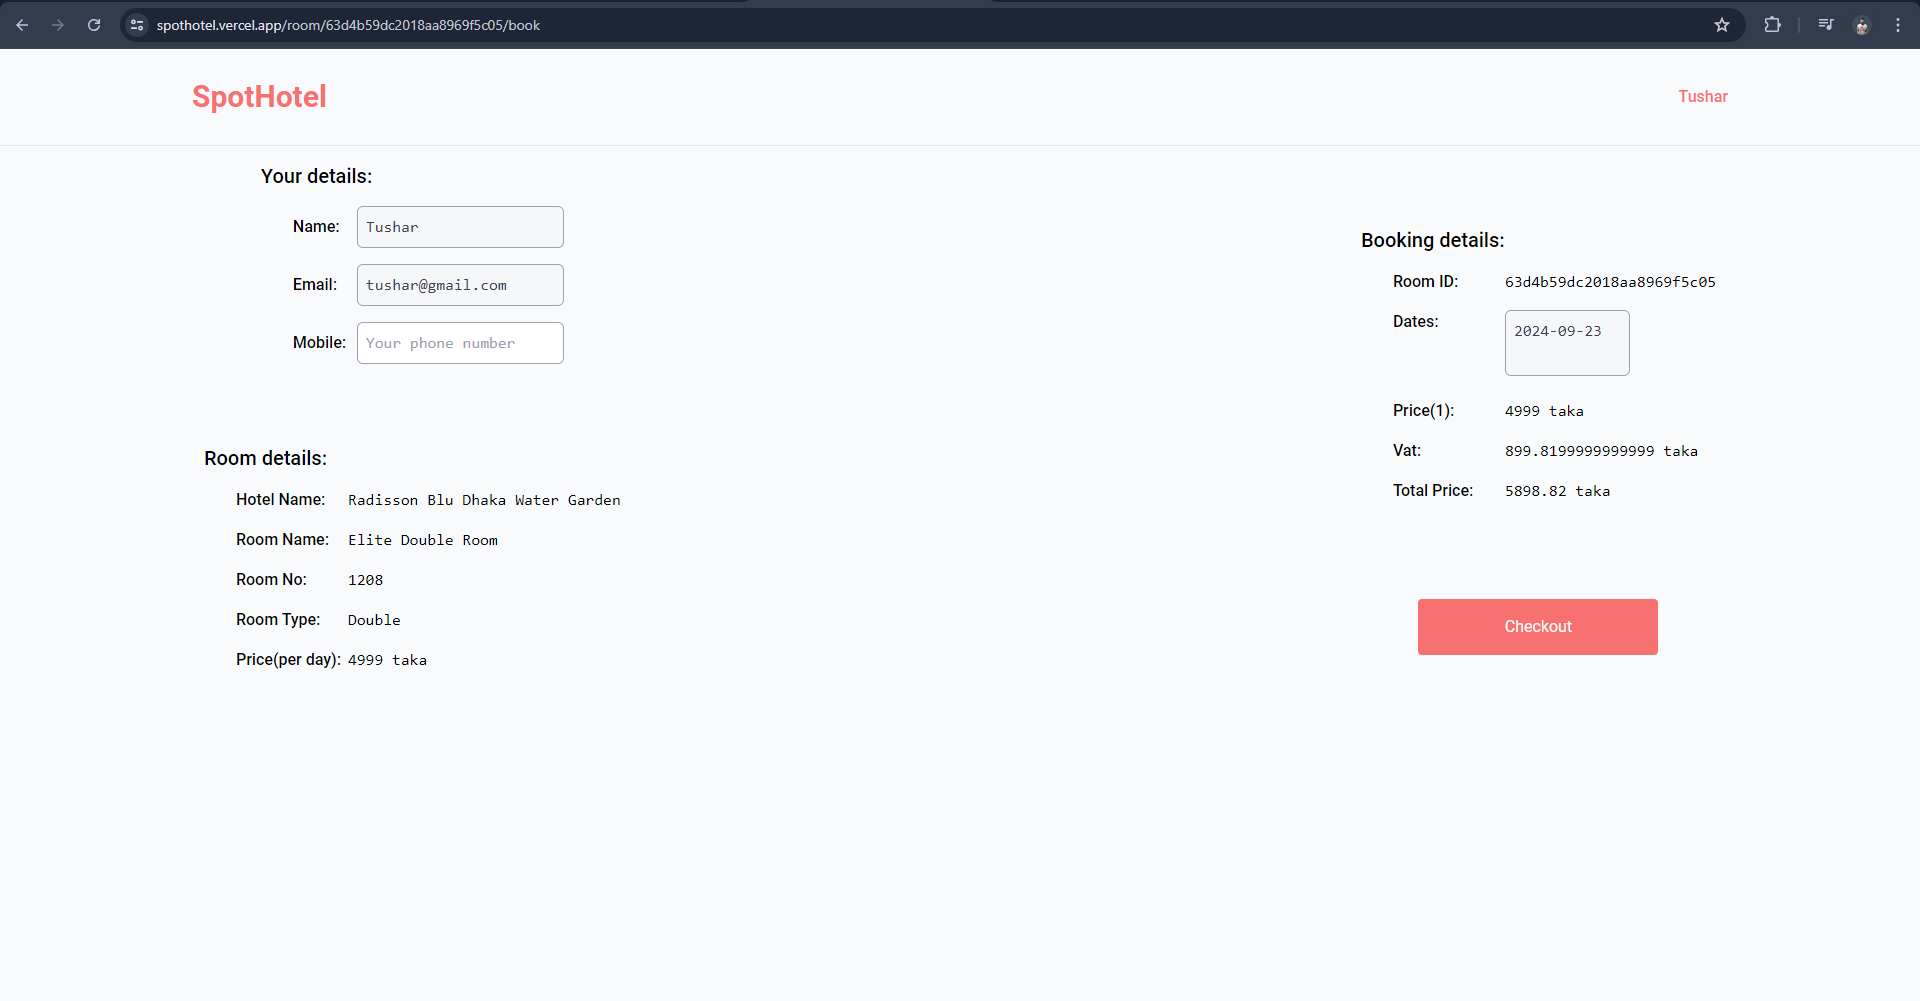 spothotel.vercel.app/room/63d4b59dc2018aa8969f5c05/book
SpotHotel
Tushar
Your details:
Name: Tushar
Email: tushar@gmail.com
Mobile: Your phone number
Room details:
Hotel Name: Radisson Blu Dhaka Water Garden
Room Name: Elite Double Room
Room No: 1208
Room Type: Double
Price(per day): 4999 taka
Booking details:
Room ID: 63d4b59dc2018aa8969f5c05
Dates: 2024-09-23
Price(1): 4999 taka
Vat: 899.8199999999999 taka
Total Price: 5898.82 taka
Checkout